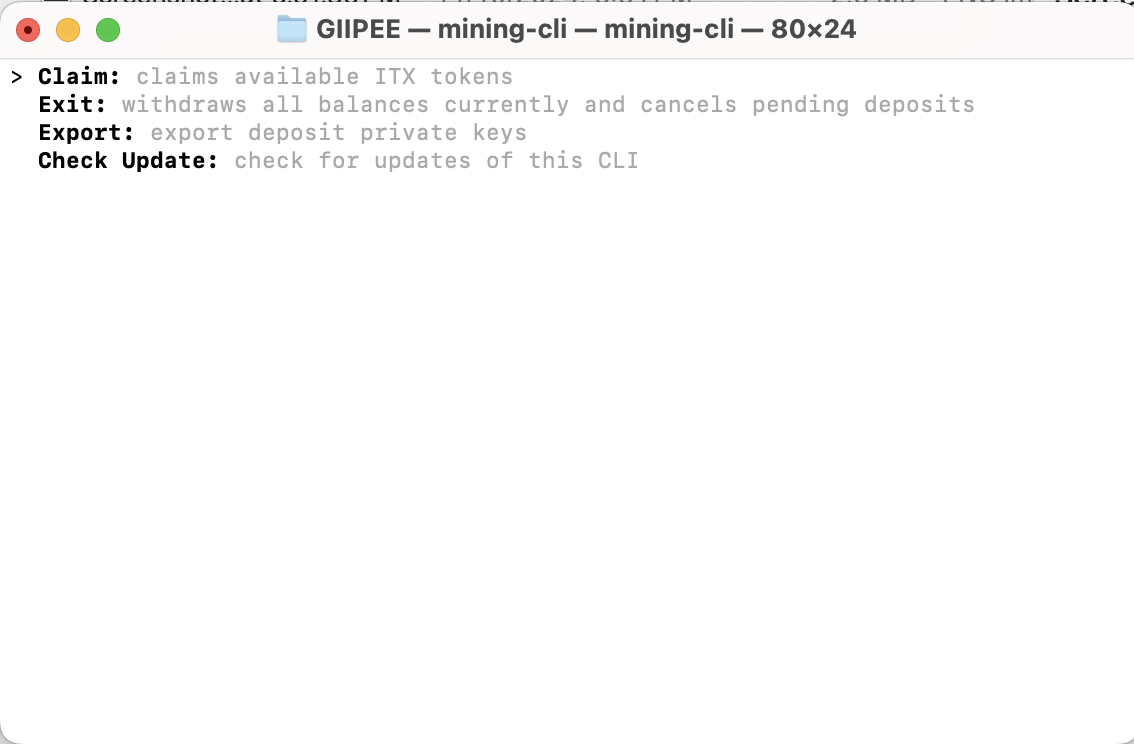 GIIPEE — mining-cli — mining-cli — 80×24
> Claim: claims available ITX tokens
Exit: withdraws all balances currently and cancels pending deposits
Export: export deposit private keys
Check Update: check for updates of this CLI